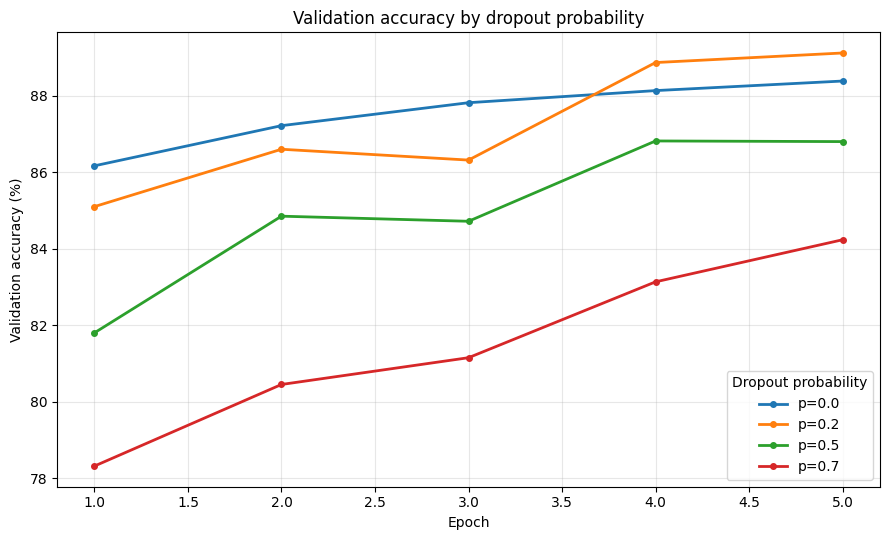 Validation accuracy by dropout probability
Validation accuracy (%)
88
86
84
82
80
78
1.0 1.5 2.0 2.5 3.0 3.5 4.0 4.5 5.0
Epoch
Dropout probability
p=0.0
p=0.2
p=0.5
p=0.7